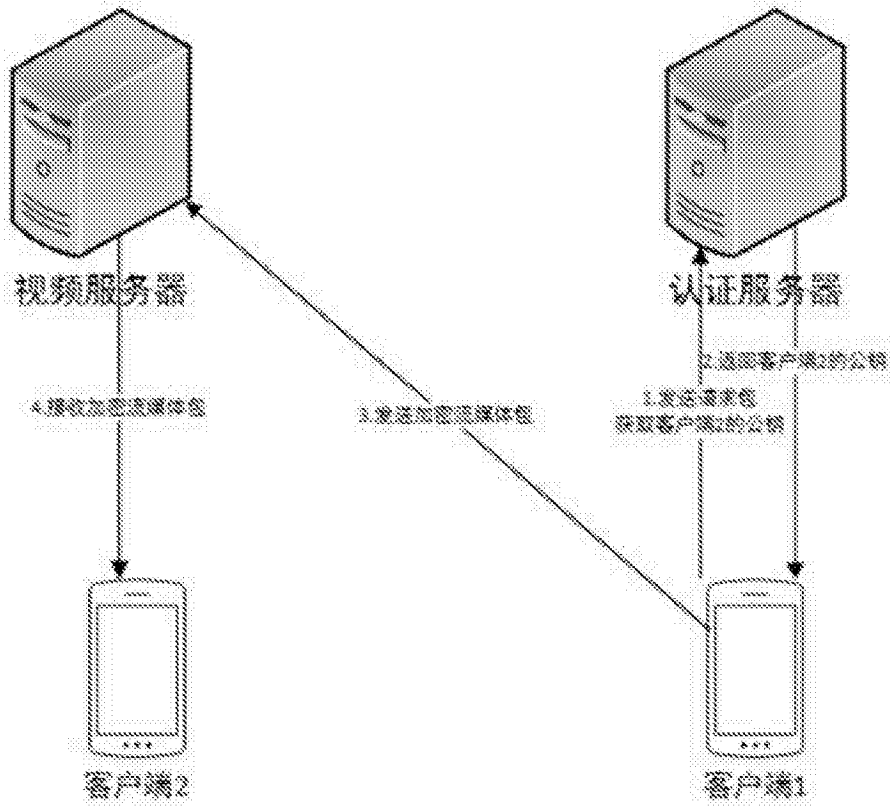 视频服务器
认证服务器
2.返回客户端2的公钥
1.发送请求包
获取客户端2的公钥
4.接收加密流媒体包
3.发送加密流媒体包
客户端2
客户端1